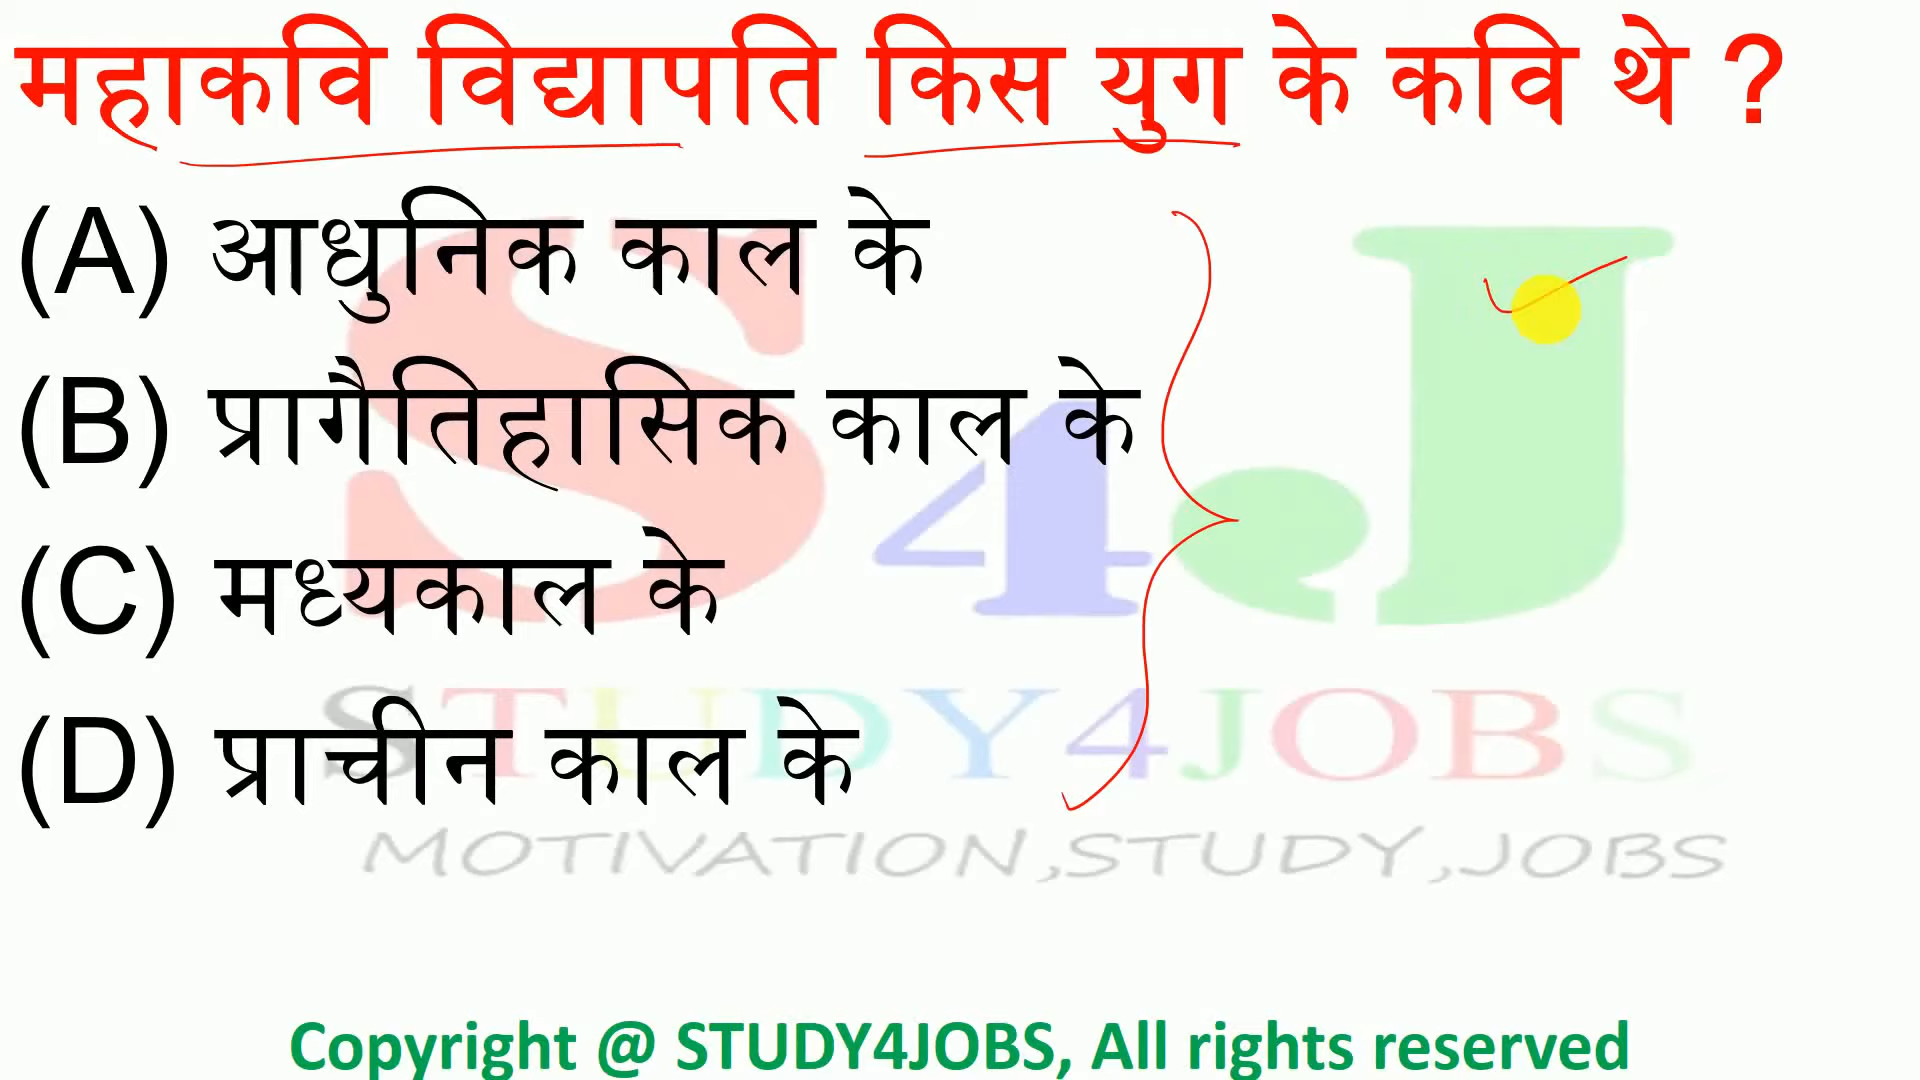 महाकवि विद्यापति किस युग के कवि थे ?
(A) आधुनिक काल के
(B) प्रागैतिहासिक काल के
(C) मध्यकाल के
(D) प्राचीन काल के
S4J
STUDY4JOBS
MOTIVATION,STUDY,JOBS
Copyright @ STUDY4JOBS, All rights reserved